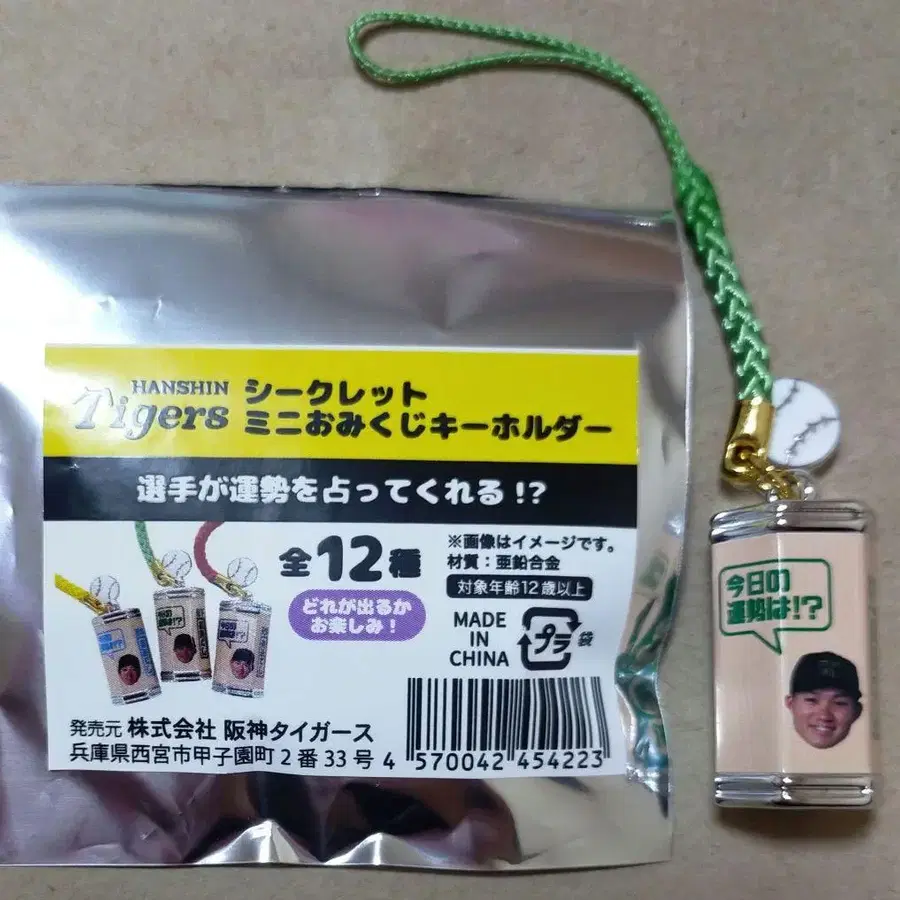 HANSHIN
Tigers
シークレット
ミニおみくじキーホルダー
選手が運勢を占ってくれる!?
全12種
どれが出るか
お楽しみ!
※画像はイメージです。
材質:亜鉛合金
対象年齢12歳以上
MADE
IN
CHINA
プラ
袋
発売元 株式会社 阪神タイガース
兵庫県西宮市甲子園町2番33号
4 570042 454223
今日の
運勢は!?